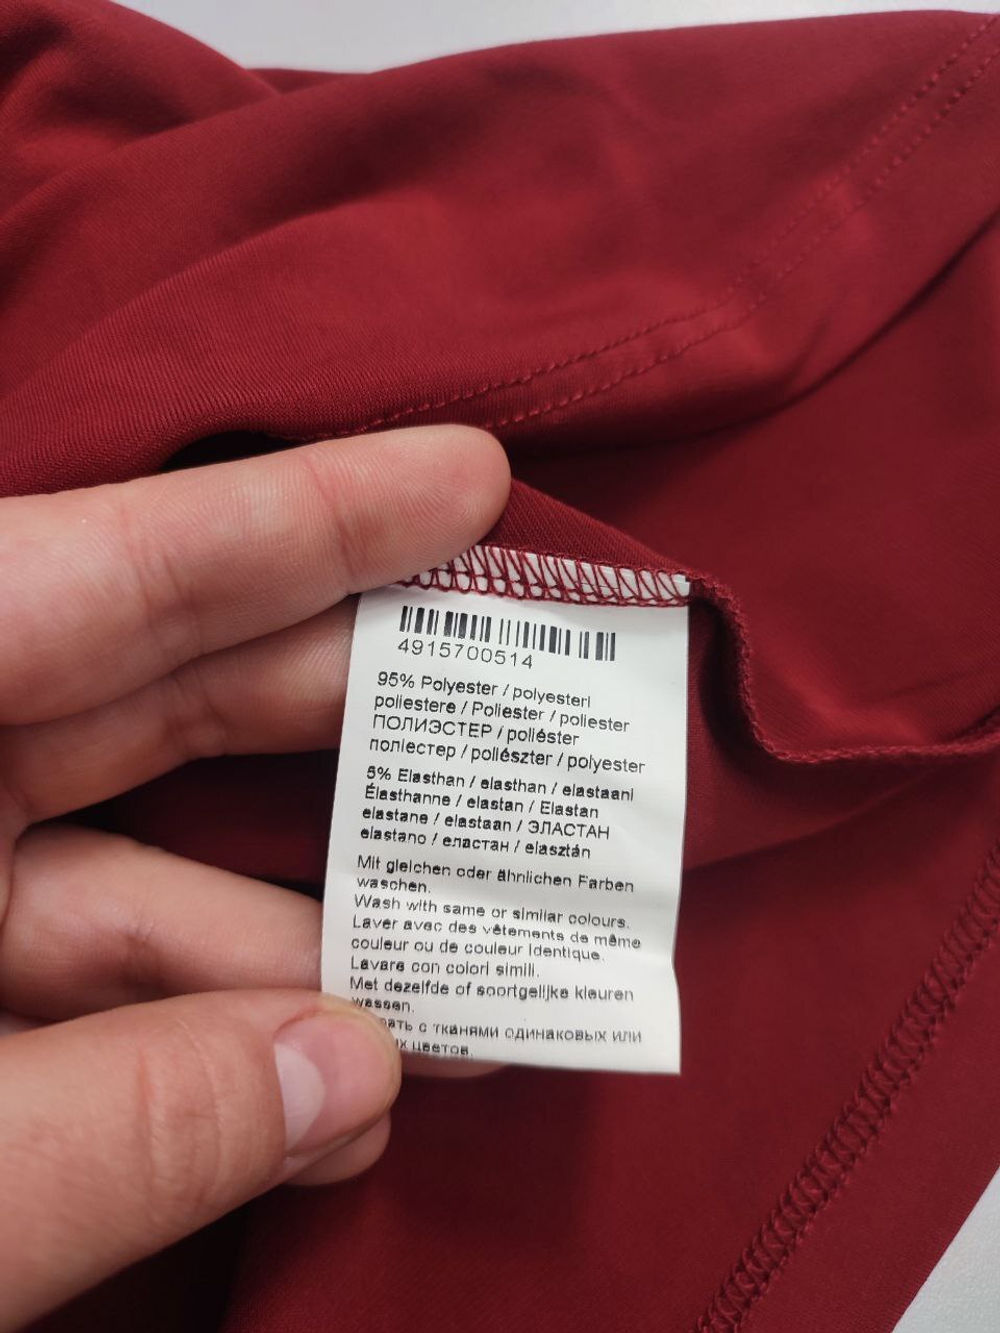 4915700514
95% Polyester / polyesteri
poliestere / Poliester / poliester
ПОЛИЭСТЕР / poliéster
поліестер / poliészter / polyester
5% Elasthan / elasthan / elastaani
Élasthanne / elastan / Elastan
elastane / elastaan / ЭЛАСТАН
elastano / еластан / elasztán
Mit gleichen oder ähnlichen Farben
waschen.
Wash with same or similar colours.
Laver avec des vêtements de même
couleur ou de couleur identique.
Lavare con colori simili.
Met dezelfde of soortgelijke kleuren
wassen.
с тканями одинаковых или
цветов.